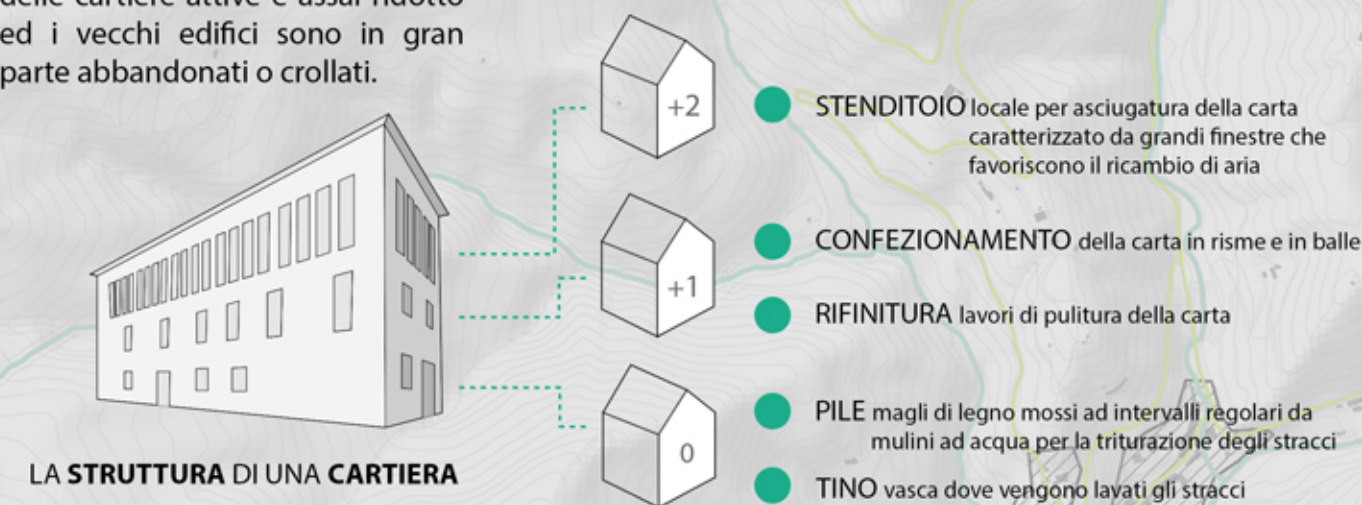 delle cartiere attive è assai ridotto
ed i vecchi edifici sono in gran
parte abbandonati o crollati.
+2
STENDITOIO locale per asciugatura della carta
caratterizzato da grandi finestre che
favoriscono il ricambio di aria
+1
CONFEZIONAMENTO della carta in risme e in balle
RIFINITURA lavori di pulitura della carta
0
PILE magli di legno mossi ad intervalli regolari da
mulini ad acqua per la triturazione degli stracci
TINO vasca dove vengono lavati gli stracci
LA STRUTTURA DI UNA CARTIERA